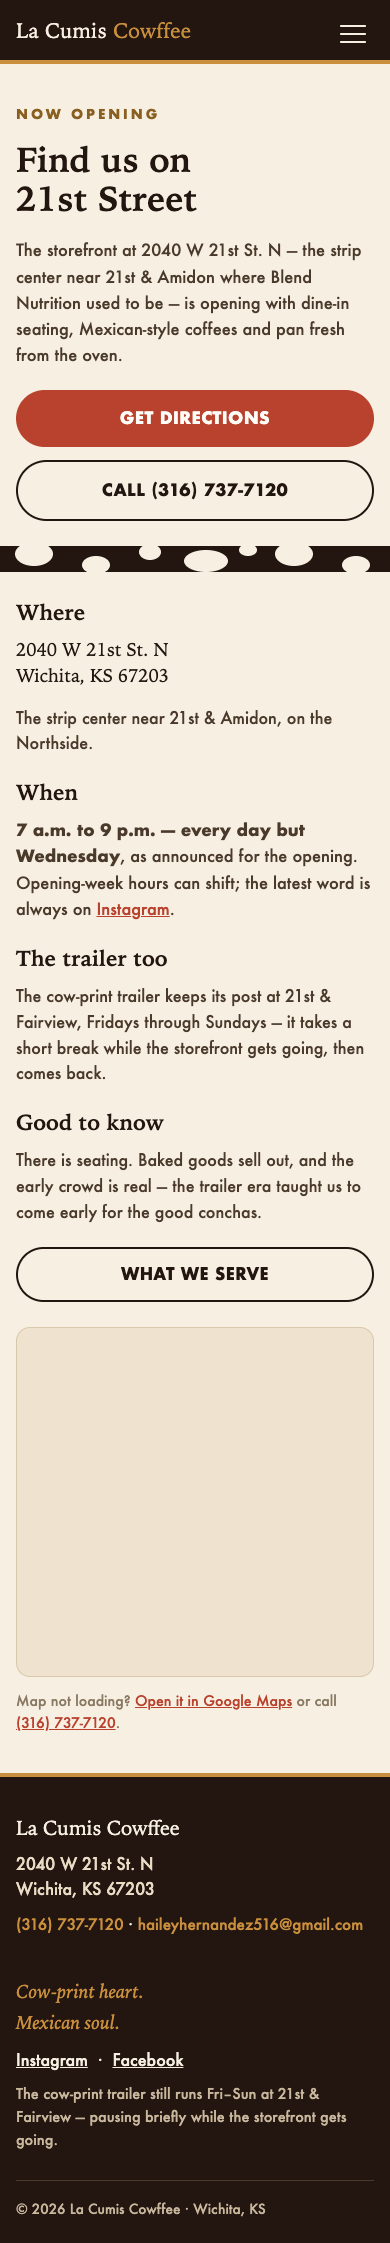 La Cumis Cowffee
NOW OPENING
Find us on
21st Street
The storefront at 2040 W 21st St. N — the strip
center near 21st & Amidon where Blend
Nutrition used to be — is opening with dine-in
seating, Mexican-style coffees and pan fresh
from the oven.
GET DIRECTIONS
CALL (316) 737-7120
Where
2040 W 21st St. N
Wichita, KS 67203
The strip center near 21st & Amidon, on the
Northside.
When
7 a.m. to 9 p.m. — every day but
Wednesday, as announced for the opening.
Opening-week hours can shift; the latest word is
always on Instagram.
The trailer too
The cow-print trailer keeps its post at 21st &
Fairview, Fridays through Sundays — it takes a
short break while the storefront gets going, then
comes back.
Good to know
There is seating. Baked goods sell out, and the
early crowd is real — the trailer era taught us to
come early for the good conchas.
WHAT WE SERVE
Map not loading? Open it in Google Maps or call
(316) 737-7120.
La Cumis Cowffee
2040 W 21st St. N
Wichita, KS 67203
(316) 737-7120 · haileyhernandez516@gmail.com
Cow-print heart.
Mexican soul.
Instagram · Facebook
The cow-print trailer still runs Fri–Sun at 21st &
Fairview — pausing briefly while the storefront gets
going.
© 2026 La Cumis Cowffee · Wichita, KS